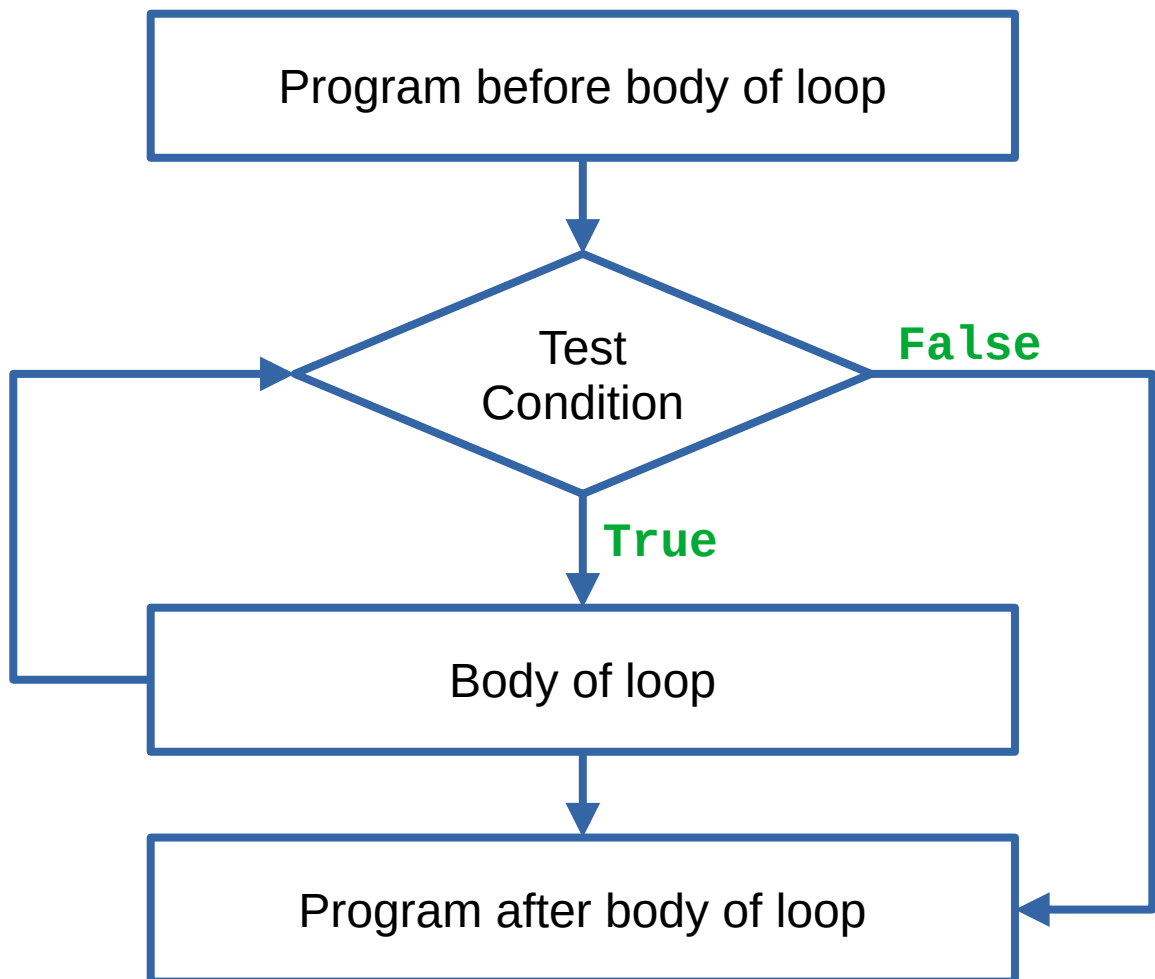 Program before body of loop
Test
Condition
False
True
Body of loop
Program after body of loop